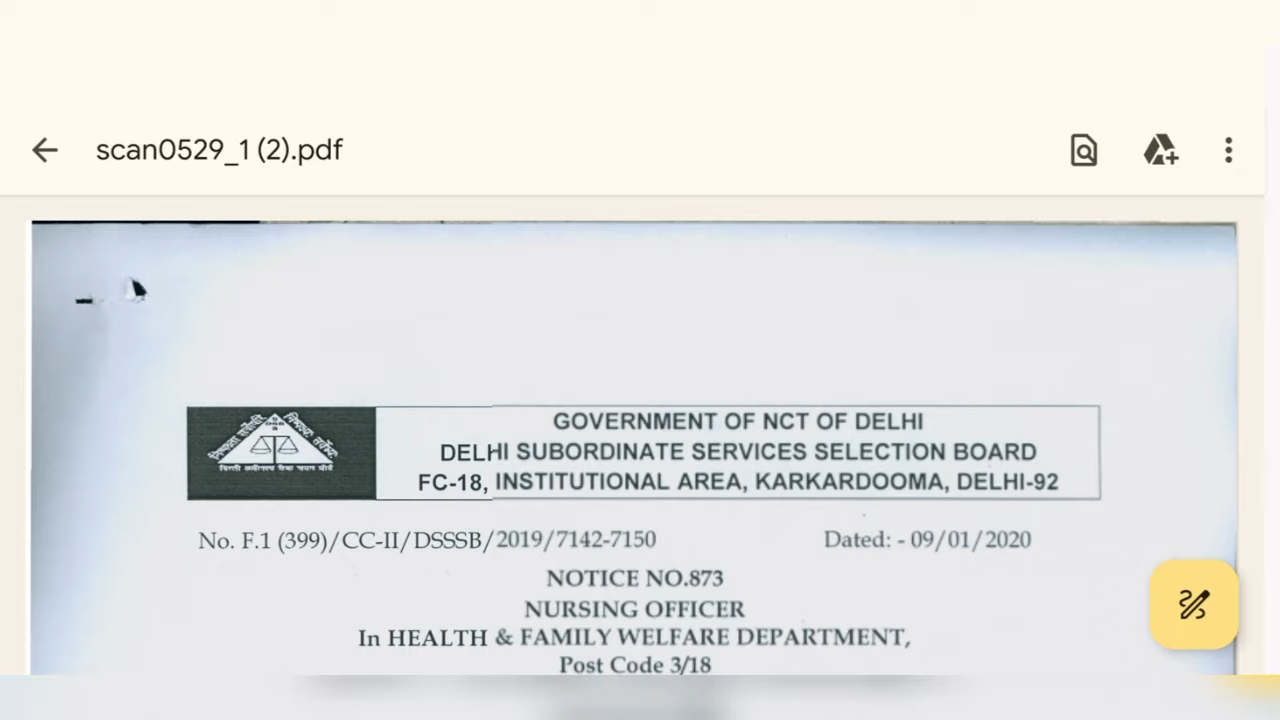 scan0529_1 (2).pdf
GOVERNMENT OF NCT OF DELHI
DELHI SUBORDINATE SERVICES SELECTION BOARD
FC-18, INSTITUTIONAL AREA, KARKARDOOMA, DELHI-92
No. F.1 (399)/CC-II/DSSSB/2019/7142-7150 Dated: - 09/01/2020
NOTICE NO.873
NURSING OFFICER
In HEALTH & FAMILY WELFARE DEPARTMENT,
Post Code 3/18